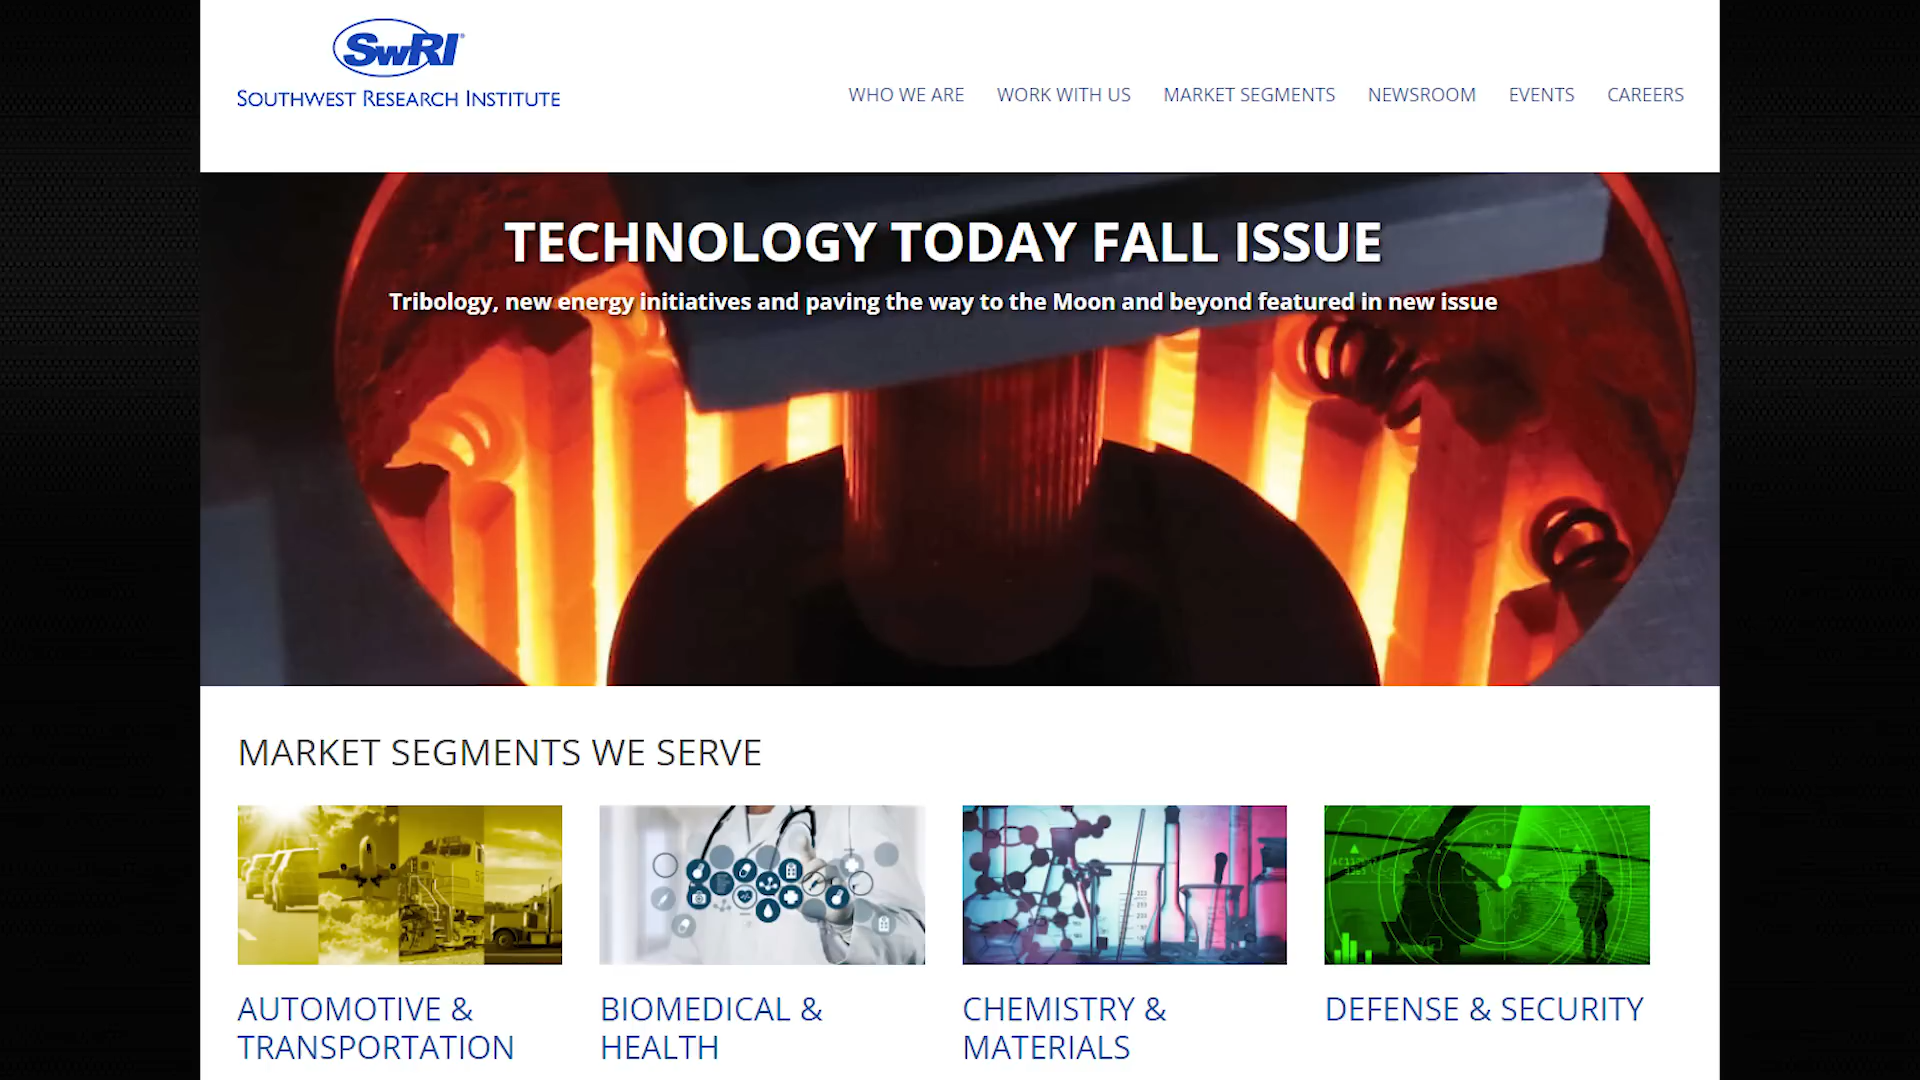 SwRI®
SOUTHWEST RESEARCH INSTITUTE
WHO WE ARE
WORK WITH US
MARKET SEGMENTS
NEWSROOM
EVENTS
CAREERS
TECHNOLOGY TODAY FALL ISSUE
Tribology, new energy initiatives and paving the way to the Moon and beyond featured in new issue
MARKET SEGMENTS WE SERVE
AUTOMOTIVE &
TRANSPORTATION
BIOMEDICAL &
HEALTH
CHEMISTRY &
MATERIALS
DEFENSE & SECURITY